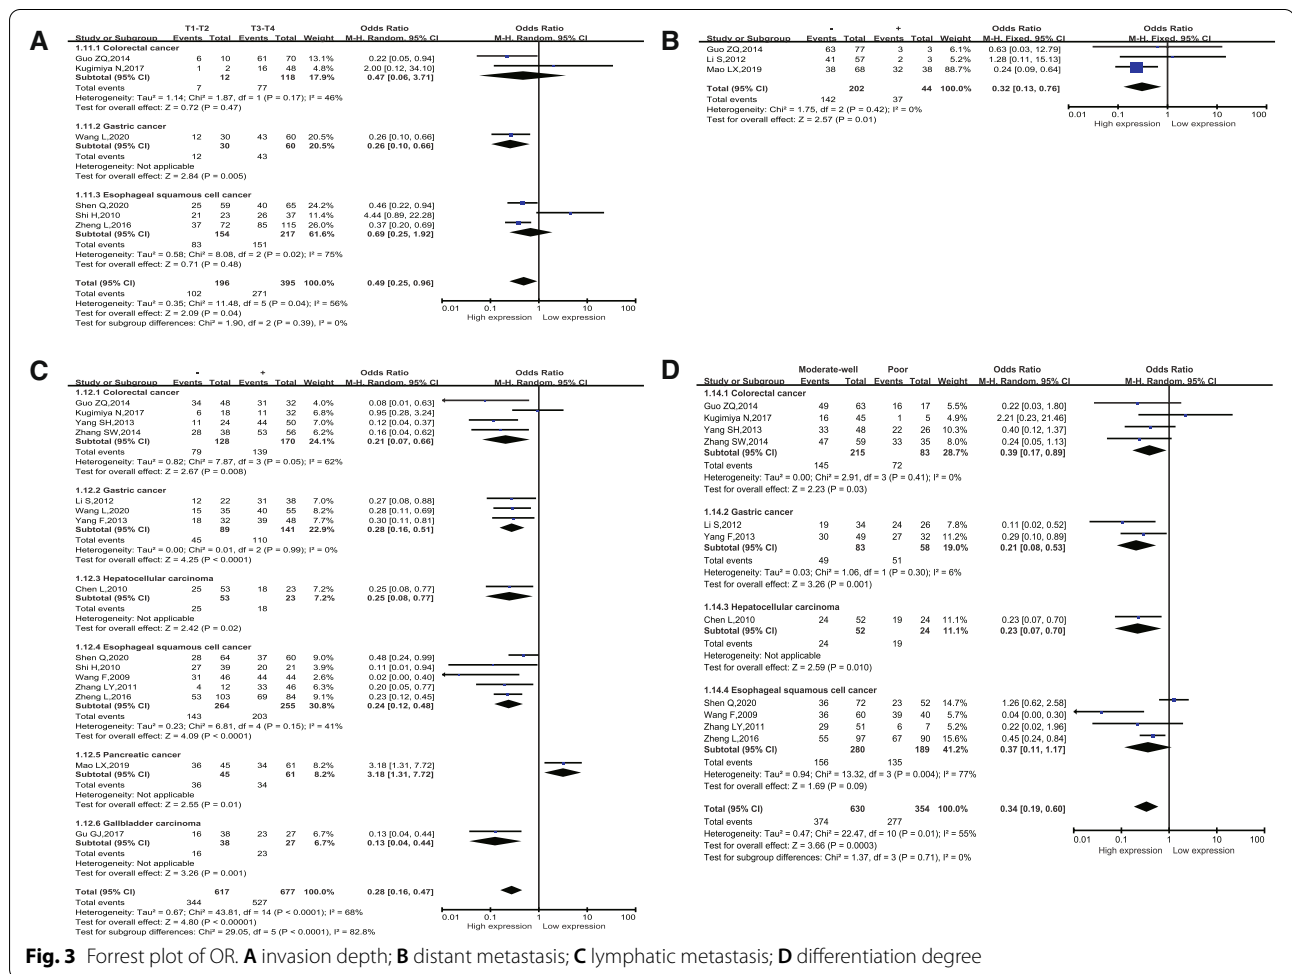 A
T1-T2 T3-T4 Odds Ratio Odds Ratio
Study or Subgroup Events Total Events Total Weight M-H, Random, 95% CI M-H, Random, 95% CI
1.11.1 Colorectal cancer
Guo ZQ,2014 6 10 61 70 13.1% 0.22 [0.05, 0.94]
Kugimiya N,2017 1 2 16 48 4.8% 2.00 [0.12, 34.10]
Subtotal (95% CI) 12 118 17.9% 0.47 [0.06, 3.71]
Total events 7 77
Heterogeneity: Tau² = 1.14; Chi² = 1.87, df = 1 (P = 0.17); I² = 46%
Test for overall effect: Z = 0.72 (P = 0.47)
1.11.2 Gastric cancer
Wang L,2020 12 30 43 60 20.5% 0.26 [0.10, 0.66]
Subtotal (95% CI) 30 60 20.5% 0.26 [0.10, 0.66]
Total events 12 43
Heterogeneity: Not applicable
Test for overall effect: Z = 2.84 (P = 0.005)
1.11.3 Esophageal squamous cell cancer
Shen Q,2020 25 59 40 65 24.2% 0.46 [0.22, 0.94]
Shi H,2010 21 23 26 37 11.4% 4.44 [0.89, 22.28]
Zheng L,2016 37 72 85 115 26.0% 0.37 [0.20, 0.69]
Subtotal (95% CI) 154 217 61.6% 0.69 [0.25, 1.92]
Total events 83 151
Heterogeneity: Tau² = 0.58; Chi² = 8.08, df = 2 (P = 0.02); I² = 75%
Test for overall effect: Z = 0.71 (P = 0.48)
Total (95% CI) 196 395 100.0% 0.49 [0.25, 0.96]
Total events 102 271
Heterogeneity: Tau² = 0.35; Chi² = 11.48, df = 5 (P = 0.04); I² = 56%
Test for overall effect: Z = 2.09 (P = 0.04)
Test for subgroup differences: Chi² = 1.90, df = 2 (P = 0.39), I² = 0%
0.01 0.1 1 10 100
High expression Low expression
B
- + Odds Ratio Odds Ratio
Study or Subgroup Events Total Events Total Weight M-H, Fixed, 95% CI M-H, Fixed, 95% CI
Guo ZQ,2014 63 77 3 3 6.1% 0.63 [0.03, 12.79]
Li S,2012 41 57 2 3 5.2% 1.28 [0.11, 15.13]
Mao LX,2019 38 68 32 38 88.7% 0.24 [0.09, 0.64]
Total (95% CI) 202 44 100.0% 0.32 [0.13, 0.76]
Total events 142 37
Heterogeneity: Chi² = 1.75, df = 2 (P = 0.42); I² = 0%
Test for overall effect: Z = 2.57 (P = 0.01)
0.01 0.1 1 10 100
High expression Low expression
C
- + Odds Ratio Odds Ratio
Study or Subgroup Events Total Events Total Weight M-H, Random, 95% CI M-H, Random, 95% CI
1.12.1 Colorectal cancer
Guo ZQ,2014 34 48 31 32 3.7% 0.08 [0.01, 0.63]
Kugimiya N,2017 6 18 11 32 6.8% 0.95 [0.28, 3.24]
Yang SH,2013 11 24 44 50 7.0% 0.12 [0.04, 0.37]
Zhang SW,2014 28 38 53 56 6.5% 0.16 [0.04, 0.62]
Subtotal (95% CI) 128 170 24.1% 0.21 [0.07, 0.66]
Total events 79 139
Heterogeneity: Tau² = 0.82; Chi² = 7.87, df = 3 (P = 0.05); I² = 62%
Test for overall effect: Z = 2.67 (P = 0.008)
1.12.2 Gastric cancer
Li S,2012 12 22 31 38 7.0% 0.27 [0.08, 0.88]
Wang L,2020 15 35 40 55 8.2% 0.28 [0.11, 0.69]
Yang F,2013 18 32 39 48 7.7% 0.30 [0.11, 0.81]
Subtotal (95% CI) 89 141 22.9% 0.28 [0.16, 0.51]
Total events 45 110
Heterogeneity: Tau² = 0.00; Chi² = 0.01, df = 2 (P = 0.99); I² = 0%
Test for overall effect: Z = 4.25 (P < 0.0001)
1.12.3 Hepatocellular carcinoma
Chen L,2010 25 53 18 23 7.2% 0.25 [0.08, 0.77]
Subtotal (95% CI) 53 23 7.2% 0.25 [0.08, 0.77]
Total events 25 18
Heterogeneity: Not applicable
Test for overall effect: Z = 2.42 (P = 0.02)
1.12.4 Esophageal squamous cell cancer
Shen Q,2020 28 64 37 60 9.0% 0.48 [0.24, 0.99]
Shi H,2010 27 39 20 21 3.9% 0.11 [0.01, 0.94]
Wang F,2009 31 46 44 44 2.6% 0.02 [0.00, 0.40]
Zhang LY,2011 4 12 33 46 6.3% 0.20 [0.05, 0.77]
Zheng L,2016 53 103 69 84 9.1% 0.23 [0.12, 0.45]
Subtotal (95% CI) 264 255 30.8% 0.24 [0.12, 0.48]
Total events 143 203
Heterogeneity: Tau² = 0.23; Chi² = 6.81, df = 4 (P = 0.15); I² = 41%
Test for overall effect: Z = 4.09 (P < 0.0001)
1.12.5 Pancreatic cancer
Mao LX,2019 36 45 34 61 8.2% 3.18 [1.31, 7.72]
Subtotal (95% CI) 45 61 8.2% 3.18 [1.31, 7.72]
Total events 36 34
Heterogeneity: Not applicable
Test for overall effect: Z = 2.55 (P = 0.01)
1.12.6 Gallbladder carcinoma
Gu GJ,2017 16 38 23 27 6.7% 0.13 [0.04, 0.44]
Subtotal (95% CI) 38 27 6.7% 0.13 [0.04, 0.44]
Total events 16 23
Heterogeneity: Not applicable
Test for overall effect: Z = 3.26 (P = 0.001)
Total (95% CI) 617 677 100.0% 0.28 [0.16, 0.47]
Total events 344 527
Heterogeneity: Tau² = 0.67; Chi² = 43.81, df = 14 (P < 0.0001); I² = 68%
Test for overall effect: Z = 4.80 (P < 0.00001)
Test for subgroup differences: Chi² = 29.05, df = 5 (P < 0.0001), I² = 82.8%
0.01 0.1 1 10 100
High expression Low expression
D
Moderate-well Poor Odds Ratio Odds Ratio
Study or Subgroup Events Total Events Total Weight M-H, Random, 95% CI M-H, Random, 95% CI
1.14.1 Colorectal cancer
Guo ZQ,2014 49 63 16 17 5.5% 0.22 [0.03, 1.80]
Kugimiya N,2017 16 45 1 5 4.9% 2.21 [0.23, 21.46]
Yang SH,2013 33 48 22 26 10.4% 0.40 [0.12, 1.37]
Zhang SW,2014 47 59 33 35 8.0% 0.24 [0.05, 1.13]
Subtotal (95% CI) 215 83 28.7% 0.39 [0.17, 0.89]
Total events 145 72
Heterogeneity: Tau² = 0.00; Chi² = 2.91, df = 3 (P = 0.41); I² = 0%
Test for overall effect: Z = 2.23 (P = 0.03)
1.14.2 Gastric cancer
Li S,2012 19 34 24 26 7.8% 0.11 [0.02, 0.52]
Yang F,2013 30 49 27 32 11.2% 0.29 [0.10, 0.89]
Subtotal (95% CI) 83 58 19.0% 0.21 [0.08, 0.53]
Total events 49 51
Heterogeneity: Tau² = 0.03; Chi² = 1.06, df = 1 (P = 0.30); I² = 6%
Test for overall effect: Z = 3.26 (P = 0.001)
1.14.3 Hepatocellular carcinoma
Chen L,2010 24 52 19 24 11.1% 0.23 [0.07, 0.70]
Subtotal (95% CI) 52 24 11.1% 0.23 [0.07, 0.70]
Total events 24 19
Heterogeneity: Not applicable
Test for overall effect: Z = 2.59 (P = 0.010)
1.14.4 Esophageal squamous cell cancer
Shen Q,2020 36 72 23 52 14.7% 1.26 [0.62, 2.58]
Wang F,2009 36 60 39 40 5.7% 0.04 [0.00, 0.30]
Zhang LY,2011 29 51 6 7 5.2% 0.22 [0.02, 1.96]
Zheng L,2016 55 97 67 90 15.6% 0.45 [0.24, 0.84]
Subtotal (95% CI) 280 189 41.2% 0.37 [0.11, 1.17]
Total events 156 135
Heterogeneity: Tau² = 0.94; Chi² = 13.32, df = 3 (P = 0.004); I² = 77%
Test for overall effect: Z = 1.69 (P = 0.09)
Total (95% CI) 630 354 100.0% 0.34 [0.19, 0.60]
Total events 374 277
Heterogeneity: Tau² = 0.47; Chi² = 22.47, df = 10 (P = 0.01); I² = 55%
Test for overall effect: Z = 3.66 (P = 0.0003)
Test for subgroup differences: Chi² = 1.37, df = 3 (P = 0.71), I² = 0%
0.01 0.1 1 10 100
High expression Low expression
Fig. 3 Forrest plot of OR. A invasion depth; B distant metastasis; C lymphatic metastasis; D differentiation degree